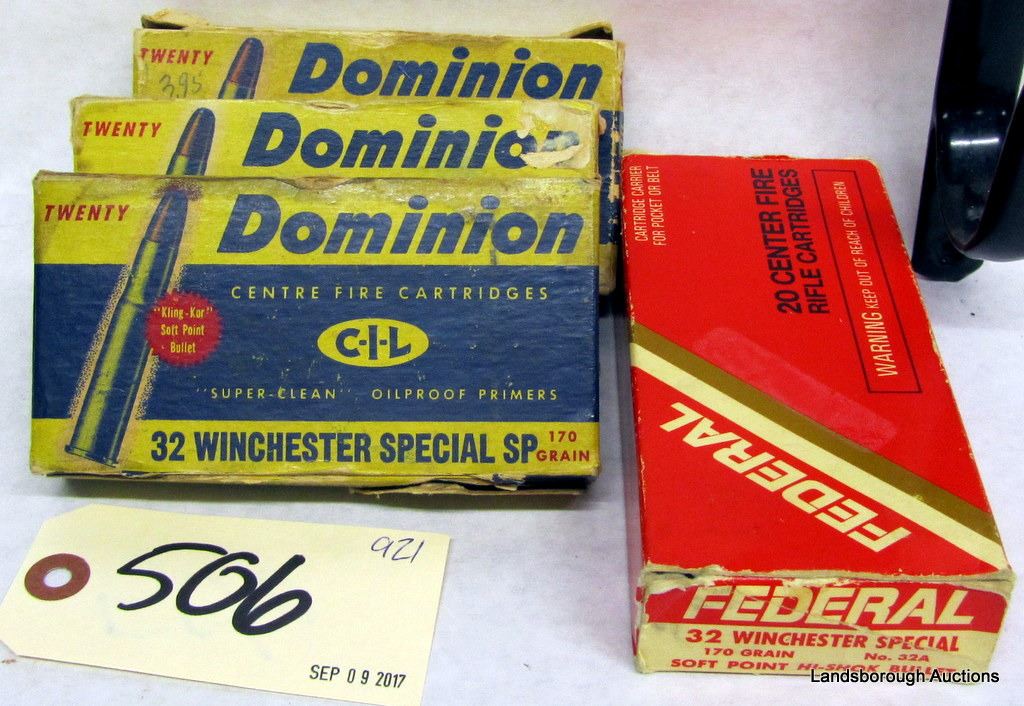 TWENTY
3.95
Dominion
TWENTY
Dominion
TWENTY
Dominion
CENTRE FIRE CARTRIDGES
"Kling-Kor"
Soft Point
Bullet
C-I-L
"SUPER-CLEAN" OILPROOF PRIMERS
32 WINCHESTER SPECIAL SP 170
GRAIN
CARTRIDGE CARRIER
FOR POCKET OR BELT
20 CENTER FIRE
RIFLE CARTRIDGES
WARNING KEEP OUT OF REACH OF CHILDREN
FEDERAL
FEDERAL
32 WINCHESTER SPECIAL
170 GRAIN No. 32A
SOFT POINT HI-SHOK BULLET
921
506
SEP 09 2017
Landsborough Auctions